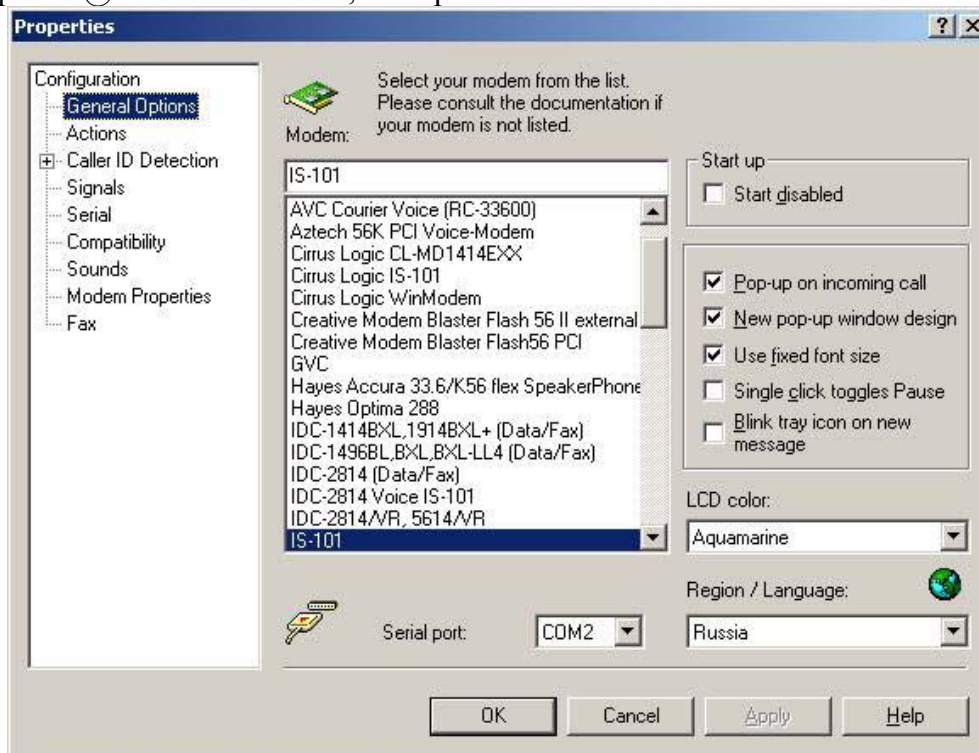 Properties
Configuration
General Options
Actions
Caller ID Detection
Signals
Serial
Compatibility
Sounds
Modem Properties
Fax
Select your modem from the list.
Please consult the documentation if
your modem is not listed.
Modem:
IS-101
AVC Courier Voice (RC-33600)
Aztech 56K PCI Voice-Modem
Cirrus Logic CL-MD1414EXX
Cirrus Logic IS-101
Cirrus Logic WinModem
Creative Modem Blaster Flash 56 II external
Creative Modem Blaster Flash56 PCI
GVC
Hayes Accura 33.6/K56 flex SpeakerPhone
Hayes Optima 288
IDC-1414BXL,1914BXL+ (Data/Fax)
IDC-1496BL,BXL,BXL-LL4 (Data/Fax)
IDC-2814 (Data/Fax)
IDC-2814 Voice IS-101
IDC-2814/VR, 5614/VR
IS-101
Serial port:
COM2
Start up
Start disabled
Pop-up on incoming call
New pop-up window design
Use fixed font size
Single click toggles Pause
Blink tray icon on new
message
LCD color:
Aquamarine
Region / Language:
Russia
OK
Cancel
Apply
Help